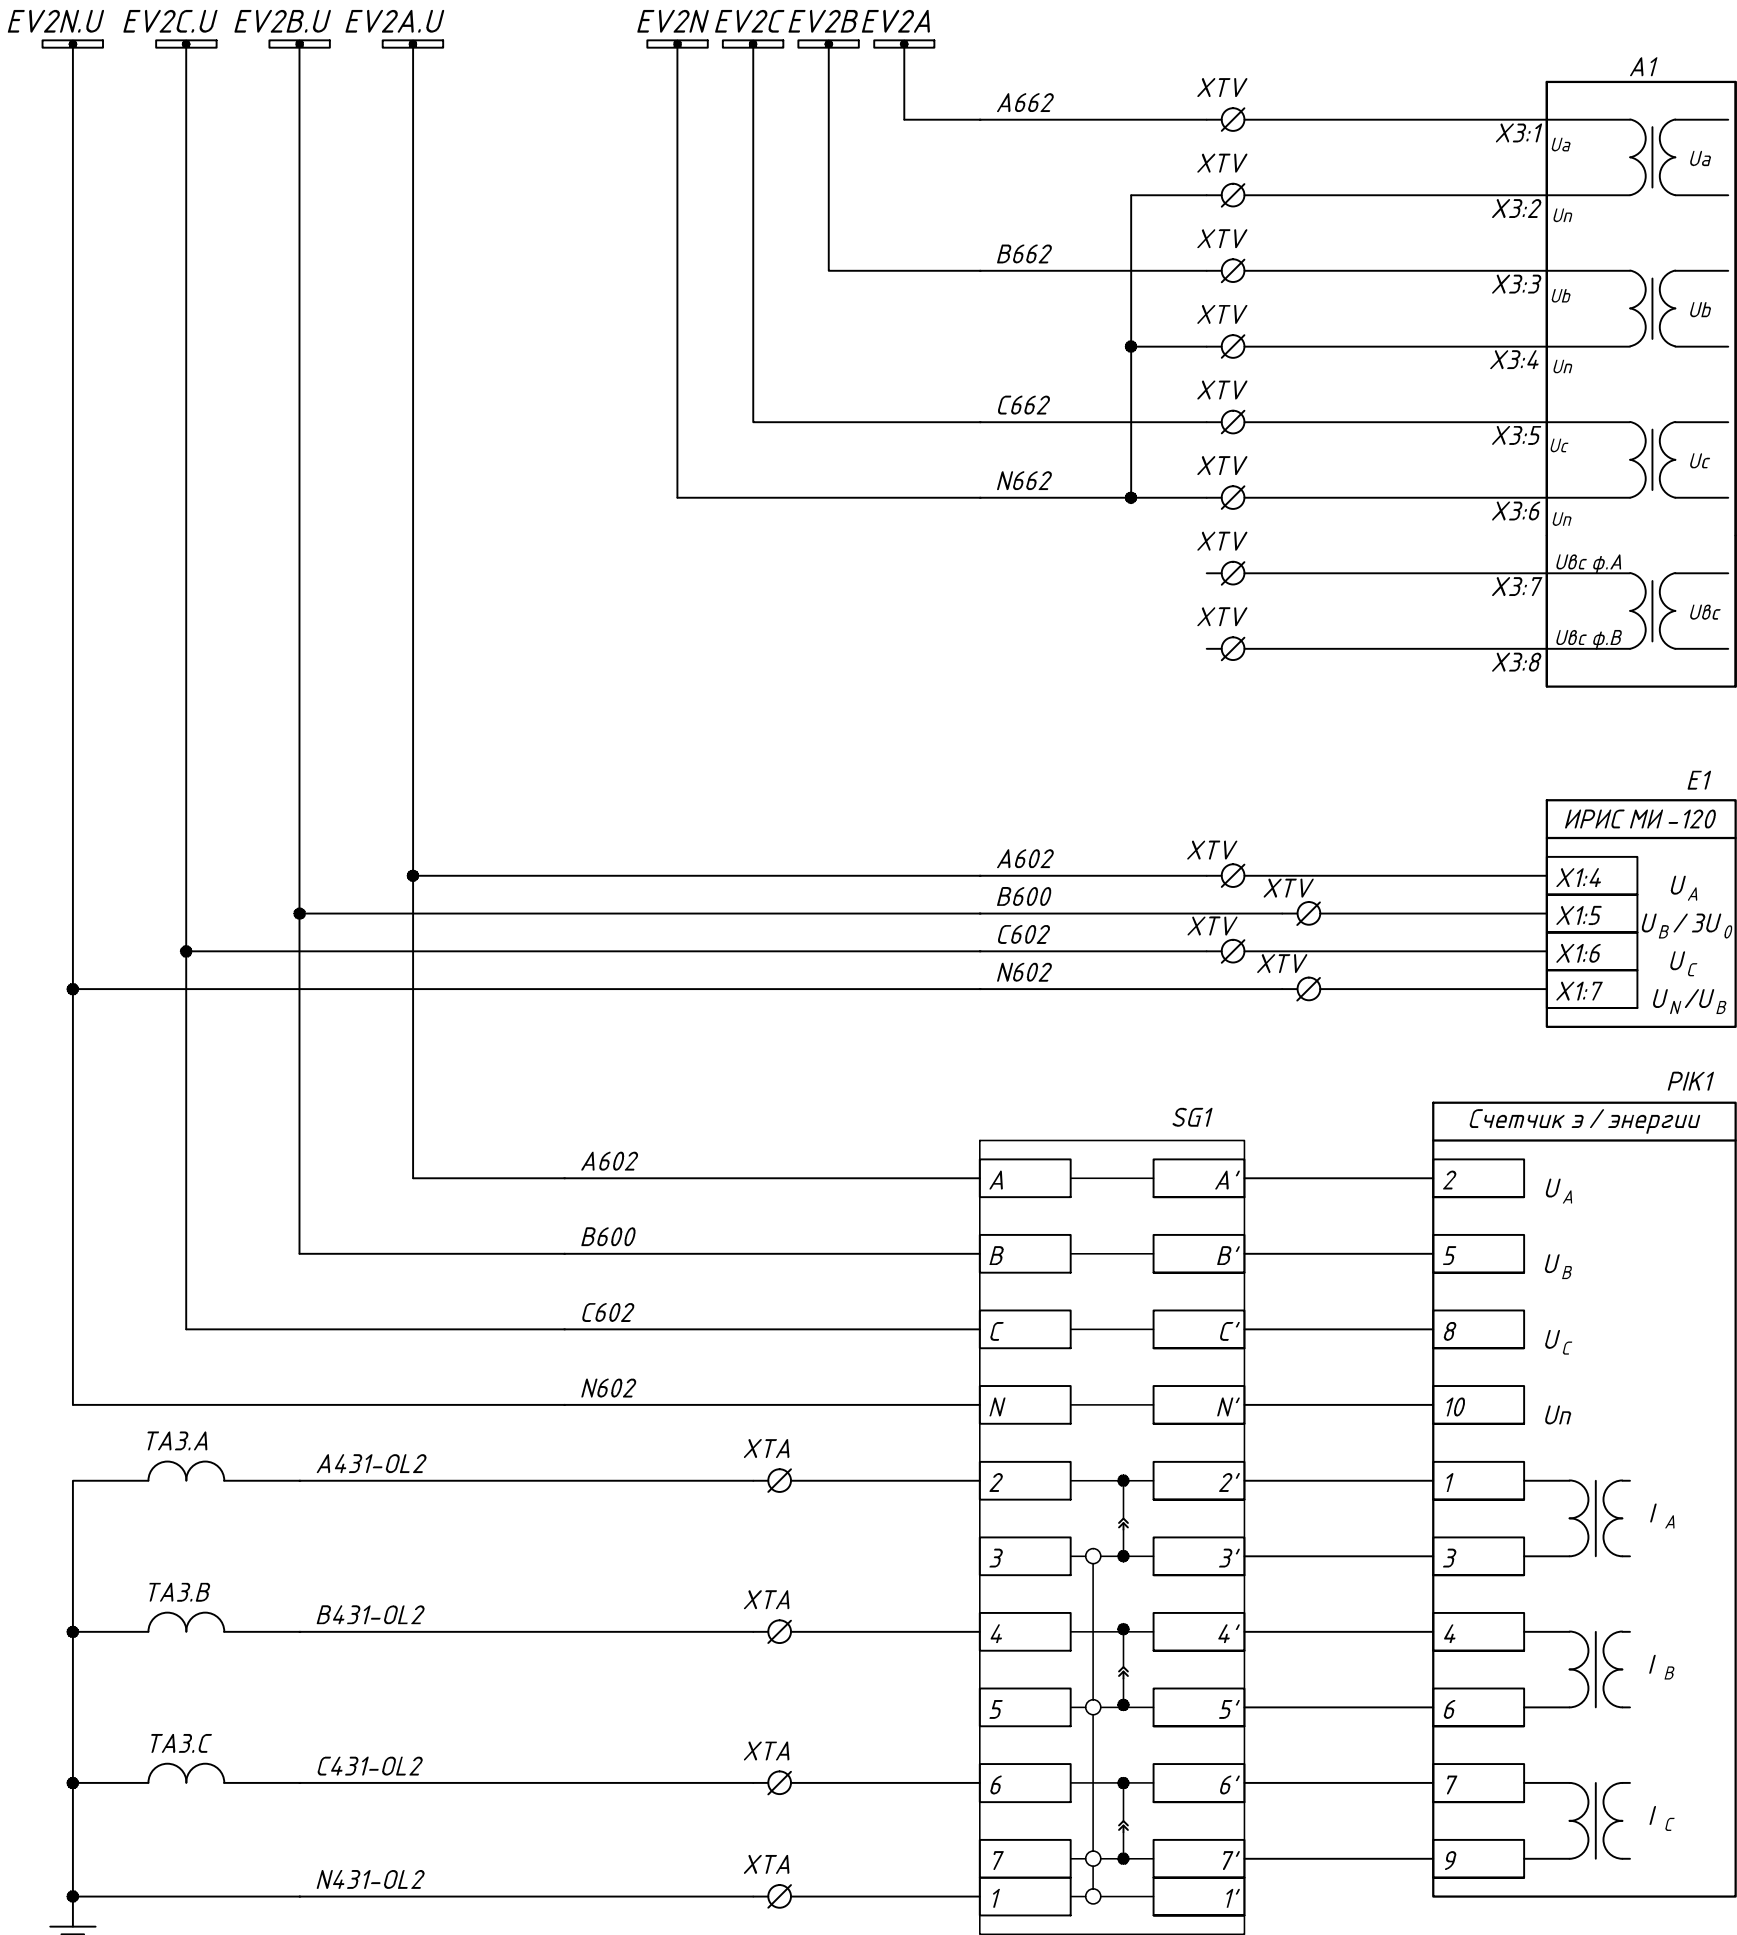 EV2N.U EV2C.U EV2B.U EV2A.U EV2N EV2C EV2B EV2A
A1
A662 XTV X3:1 Ua Ua
XTV X3:2 Un
B662 XTV X3:3 Ub Ub
XTV X3:4 Un
C662 XTV X3:5 Uc Uc
N662 XTV X3:6 Un
XTV Uвс ф.А X3:7 Uвс
XTV Uвс ф.В X3:8
E1
ИРИС МИ-120
A602 XTV X1:4 UA
B600 XTV X1:5 UB/3U0
C602 XTV X1:6 UC
N602 XTV X1:7 UN/UB
PIK1
SG1 Счетчик э/энергии
A602 A A' 2 UA
B600 B B' 5 UB
C602 C C' 8 UC
N602 N N' 10 Un
TA3.A A431-OL2 XTA 2 2' 1 IA
3 3' 3
TA3.B B431-OL2 XTA 4 4' 4 IB
5 5' 6
TA3.C C431-OL2 XTA 6 6' 7 IC
7 7' 9
N431-OL2 XTA 1 1'